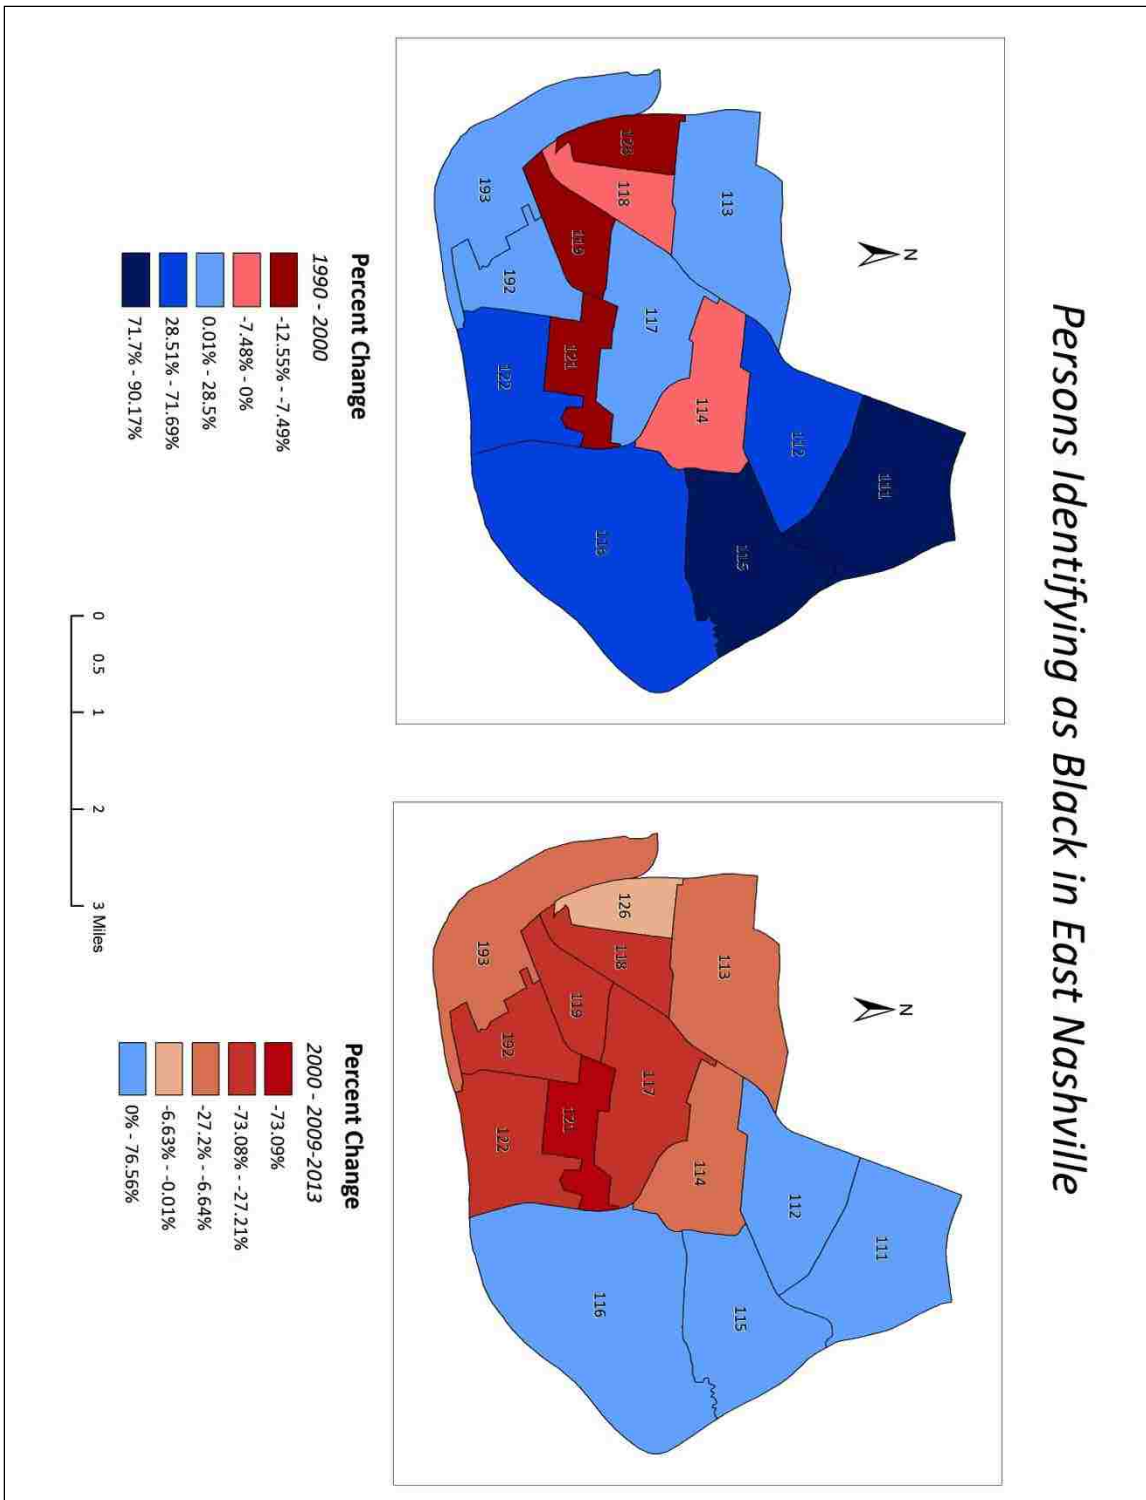 Persons Identifying as Black in East Nashville
N
113
126
118
193
119
192
117
114
112
111
121
122
115
116
Percent Change
1990 - 2000
-12.55% - -7.49%
-7.48% - 0%
0.01% - 28.5%
28.51% - 71.69%
71.7% - 90.17%
N
113
126
118
193
119
192
117
114
112
111
121
122
115
116
Percent Change
2000 - 2009-2013
-73.09%
-73.08% - -27.21%
-27.2% - -6.64%
-6.63% - -0.01%
0% - 76.56%
0 0.5 1 2 3 Miles